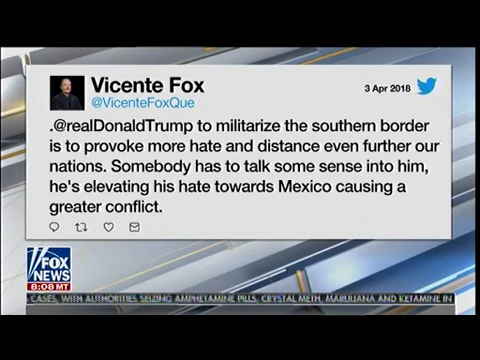 Vicente Fox
@VicenteFoxQue
3 Apr 2018
.@realDonaldTrump to militarize the southern border
is to provoke more hate and distance even further our
nations. Somebody has to talk some sense into him,
he's elevating his hate towards Mexico causing a
greater conflict.
FOX
NEWS
8:08 MT
CASES, WITH AUTHORITIES SEIZING AMPHETAMINE PILLS, CRYSTAL METH, MARIJUANA AND KETAMINE IN